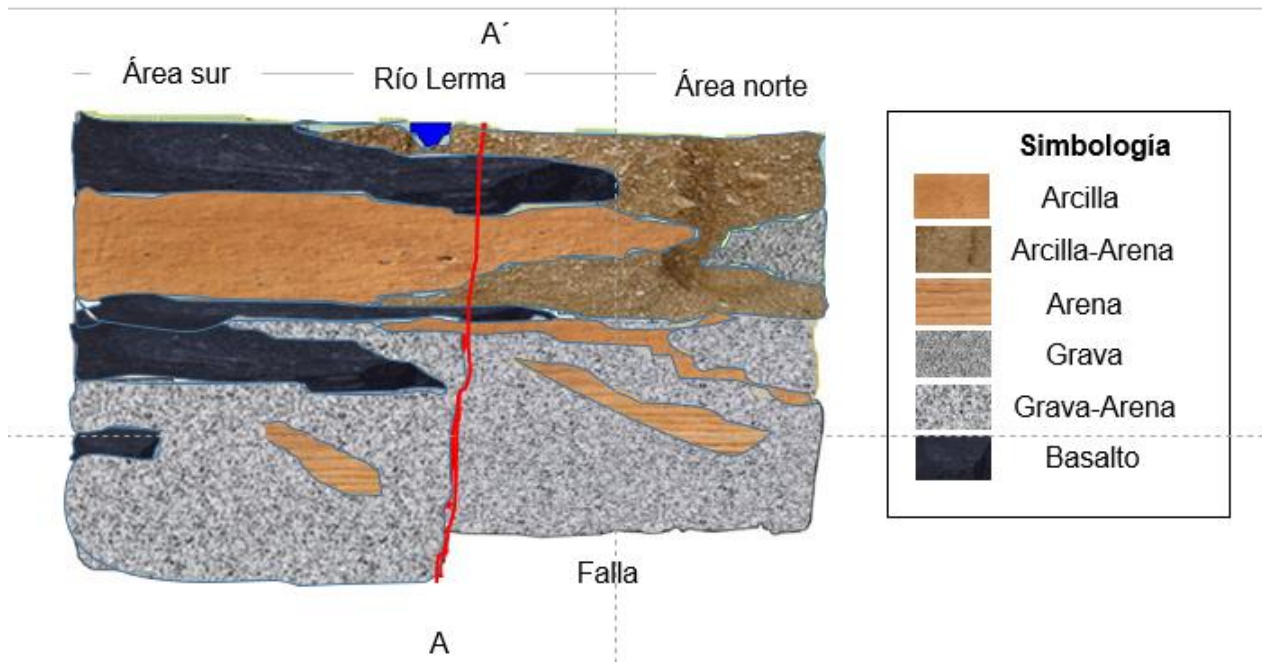 A´
Área sur
Río Lerma
Área norte
Simbología
Arcilla
Arcilla-Arena
Arena
Grava
Grava-Arena
Basalto
Falla
A